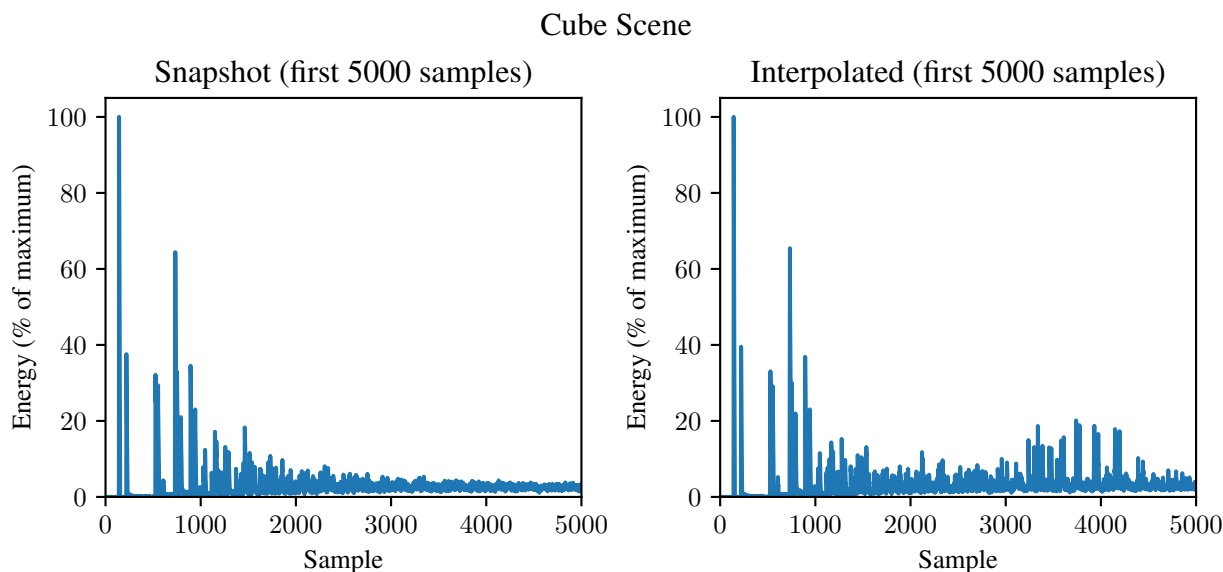 Cube Scene
Snapshot (first 5000 samples)
Energy (% of maximum)
100
80
60
40
20
0
0 1000 2000 3000 4000 5000
Sample
Interpolated (first 5000 samples)
Energy (% of maximum)
100
80
60
40
20
0
0 1000 2000 3000 4000 5000
Sample